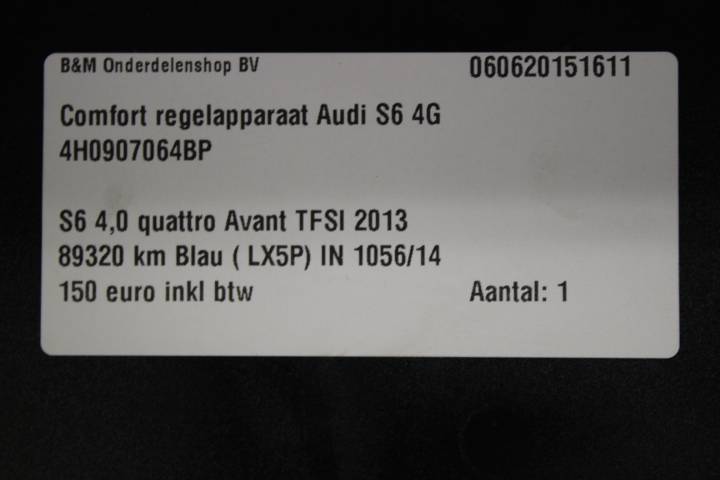 B&M Onderdelenshop BV 060620151611
Comfort regelapparaat Audi S6 4G
4H0907064BP
S6 4,0 quattro Avant TFSI 2013
89320 km Blau ( LX5P) IN 1056/14
150 euro inkl btw Aantal: 1